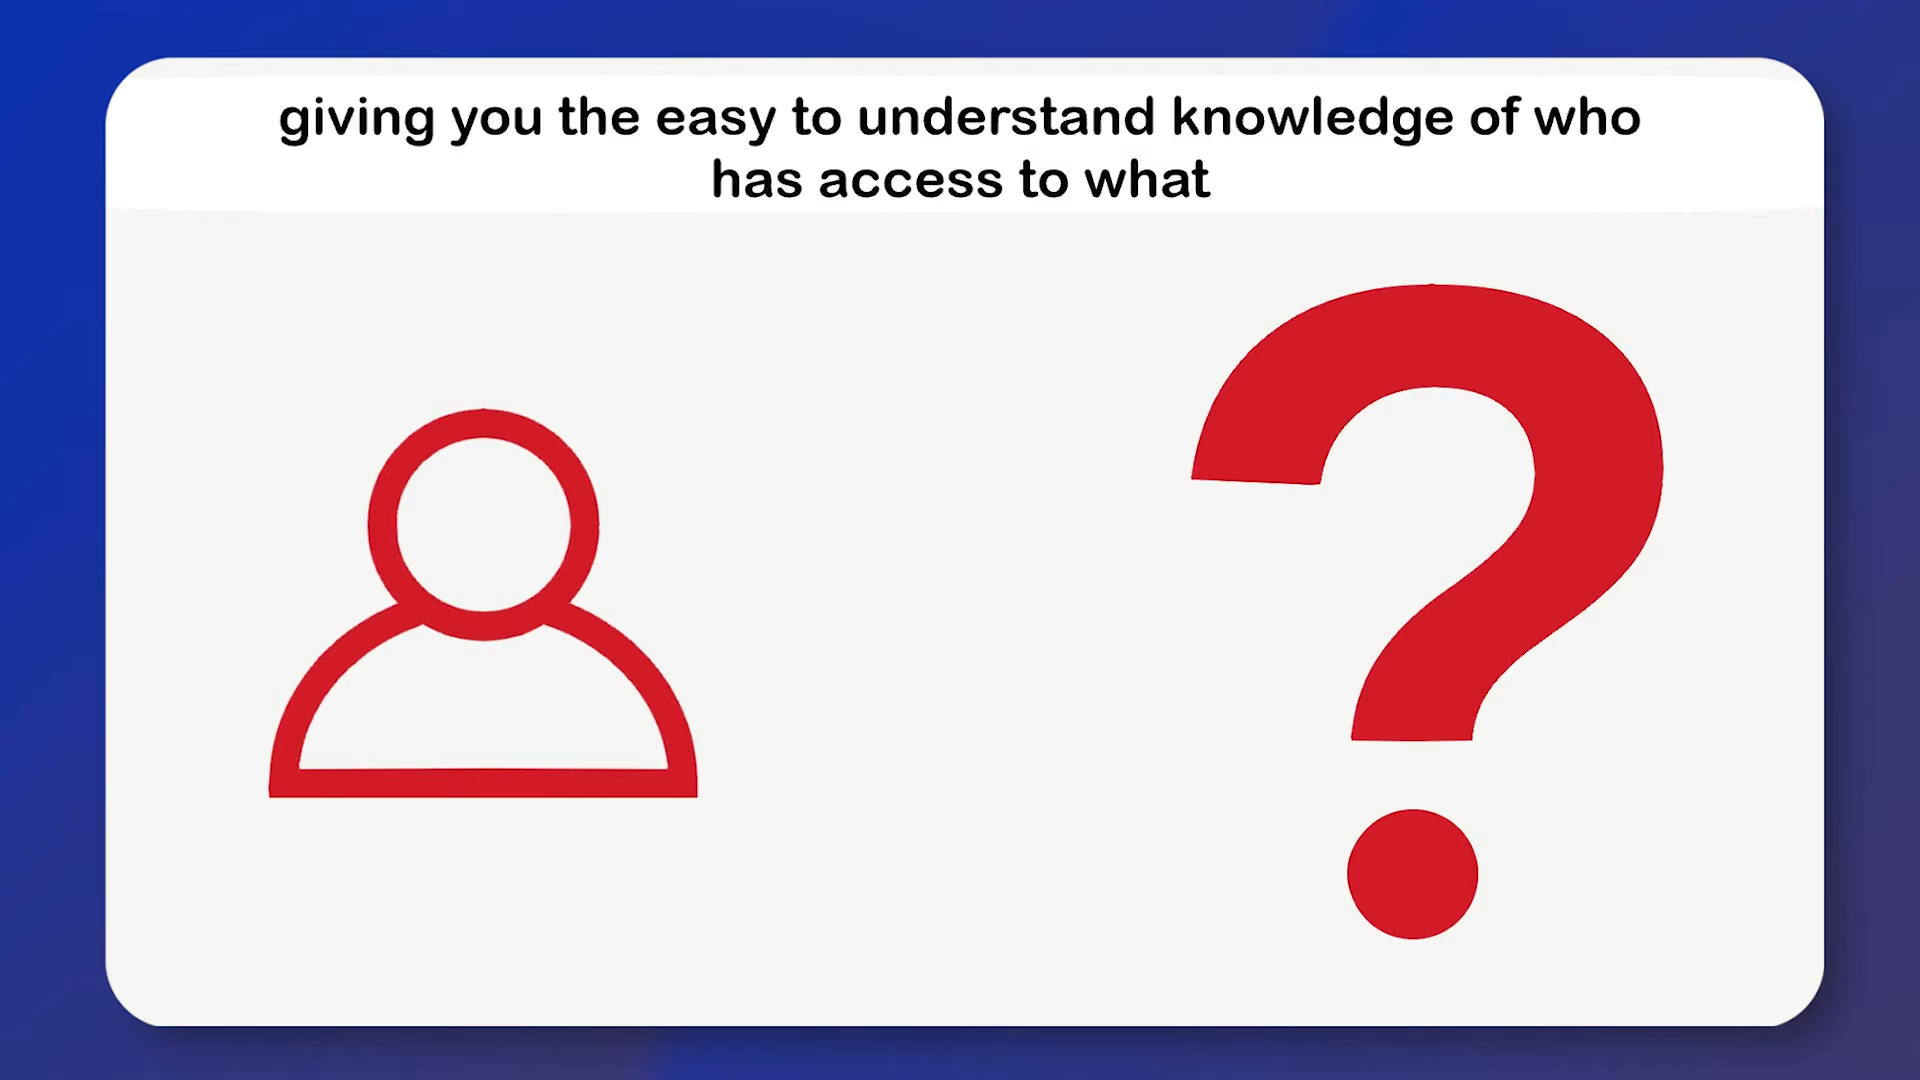 giving you the easy to understand knowledge of who
has access to what